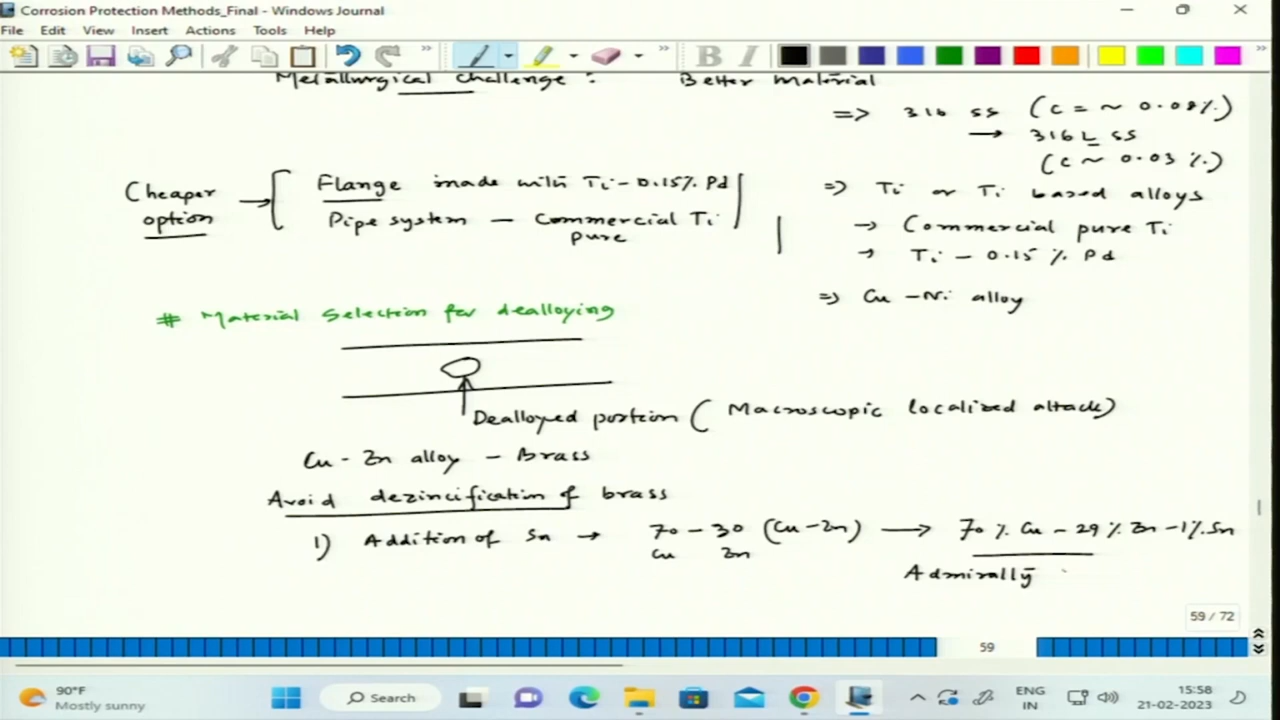 Corrosion Protection Methods_Final - Windows Journal
File Edit View Insert Actions Tools Help
Metallurgical Challenge : Better Material
=> 316 SS (C = ~ 0.08%)
→ 316L SS
(C ~ 0.03 %)
Cheaper option → Flange made with Ti-0.15% Pd
Pipe system - Commercial Ti
pure
=> Ti or Ti based alloys
→ Commercial pure Ti
→ Ti - 0.15 % Pd
=> Cu - Ni alloy
# Material Selection for dealloying
Dealloyed portion ( Macroscopic localized attack)
Cu - Zn alloy - Brass
Avoid dezincification of brass
1) Addition of Sn → 70 - 30 (Cu-Zn) → 70 % Cu - 29 % Zn - 1% Sn
Cu Zn
Admirally
59 / 72
59
90°F
Mostly sunny
Search
ENG
IN
15:58
21-02-2023